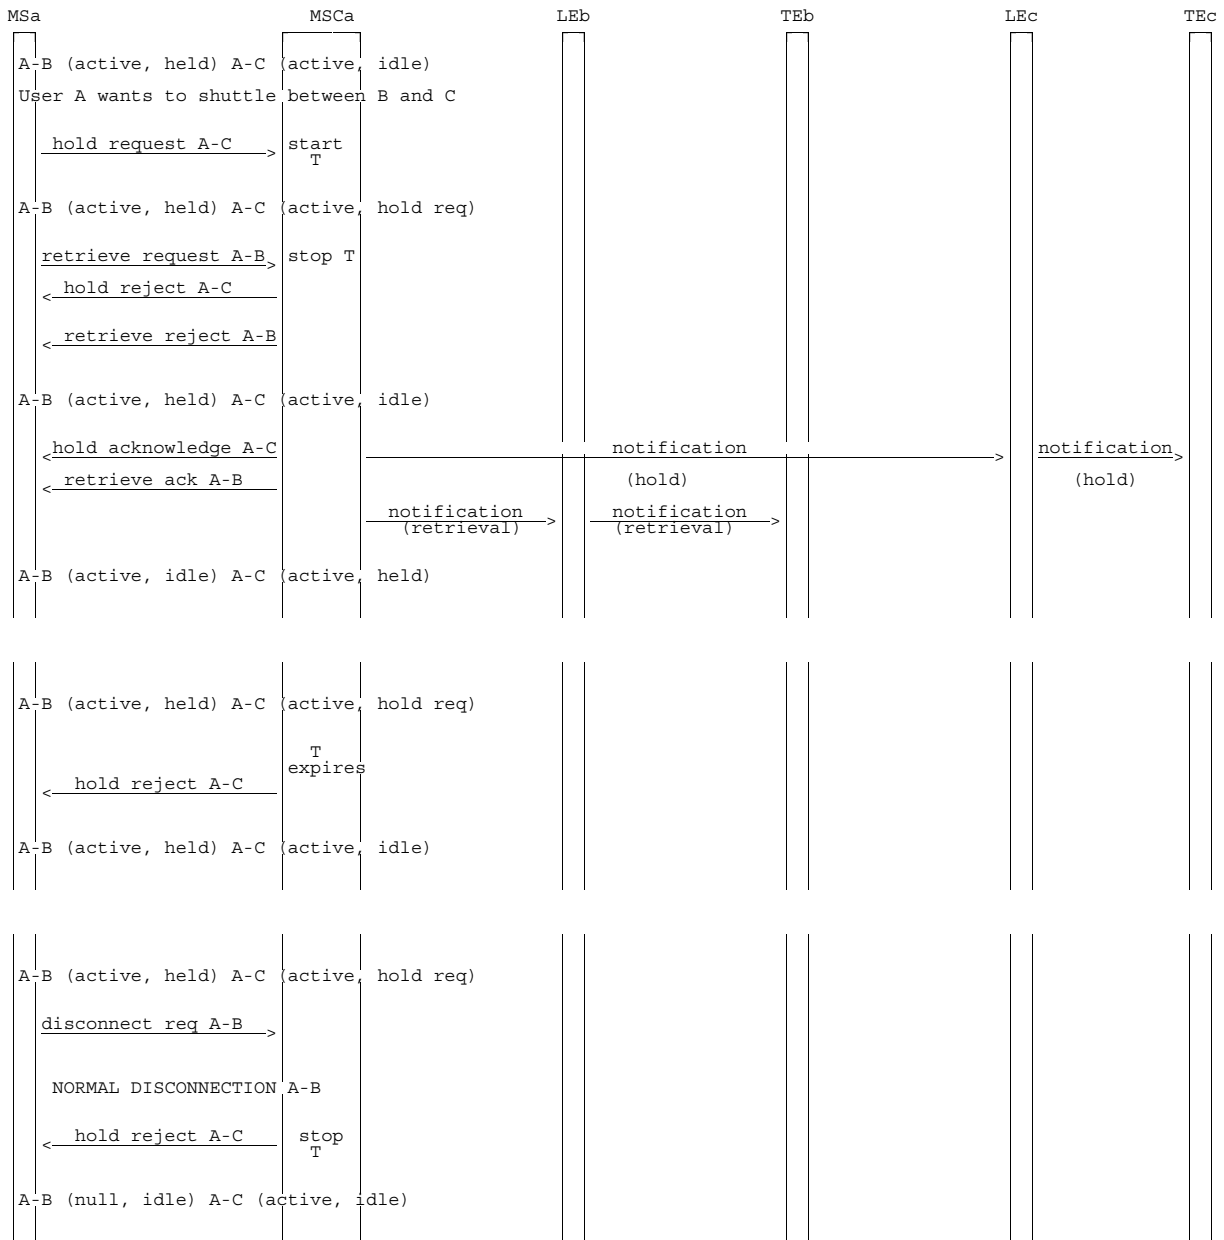 MSa MSCa LEb TEb LEc TEc
A-B (active, held) A-C (active, idle)
User A wants to shuttle between B and C
hold request A-C start
T
A-B (active, held) A-C (active, hold req)
retrieve request A-B stop T
hold reject A-C
retrieve reject A-B
A-B (active, held) A-C (active, idle)
hold acknowledge A-C notification notification
retrieve ack A-B (hold) (hold)
notification notification
(retrieval) (retrieval)
A-B (active, idle) A-C (active, held)
A-B (active, held) A-C (active, hold req)
T
expires
hold reject A-C
A-B (active, held) A-C (active, idle)
A-B (active, held) A-C (active, hold req)
disconnect req A-B
NORMAL DISCONNECTION A-B
hold reject A-C stop
T
A-B (null, idle) A-C (active, idle)